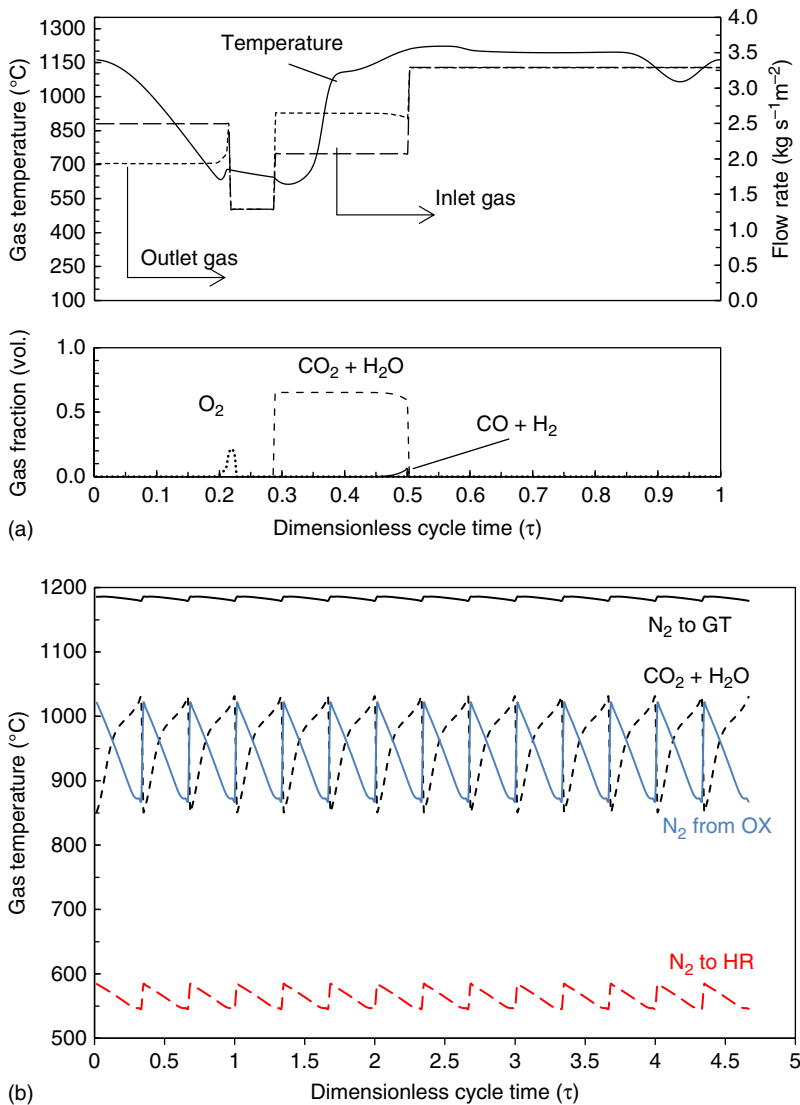 1300
1150
1000
850
700
550
400
250
100
Gas temperature (°C)
4.0
3.5
3.0
2.5
2.0
1.5
1.0
0.5
0.0
Flow rate (kg s⁻¹m⁻²)
Temperature
Inlet gas
Outlet gas
1.0
0.5
0.0
Gas fraction (vol.)
O₂
CO₂ + H₂O
CO + H₂
0 0.1 0.2 0.3 0.4 0.5 0.6 0.7 0.8 0.9 1
(a)
Dimensionless cycle time (τ)
1200
1100
1000
900
800
700
600
500
Gas temperature (°C)
N₂ to GT
CO₂ + H₂O
N₂ from OX
N₂ to HR
0 0.5 1 1.5 2 2.5 3 3.5 4 4.5 5
(b)
Dimensionless cycle time (τ)